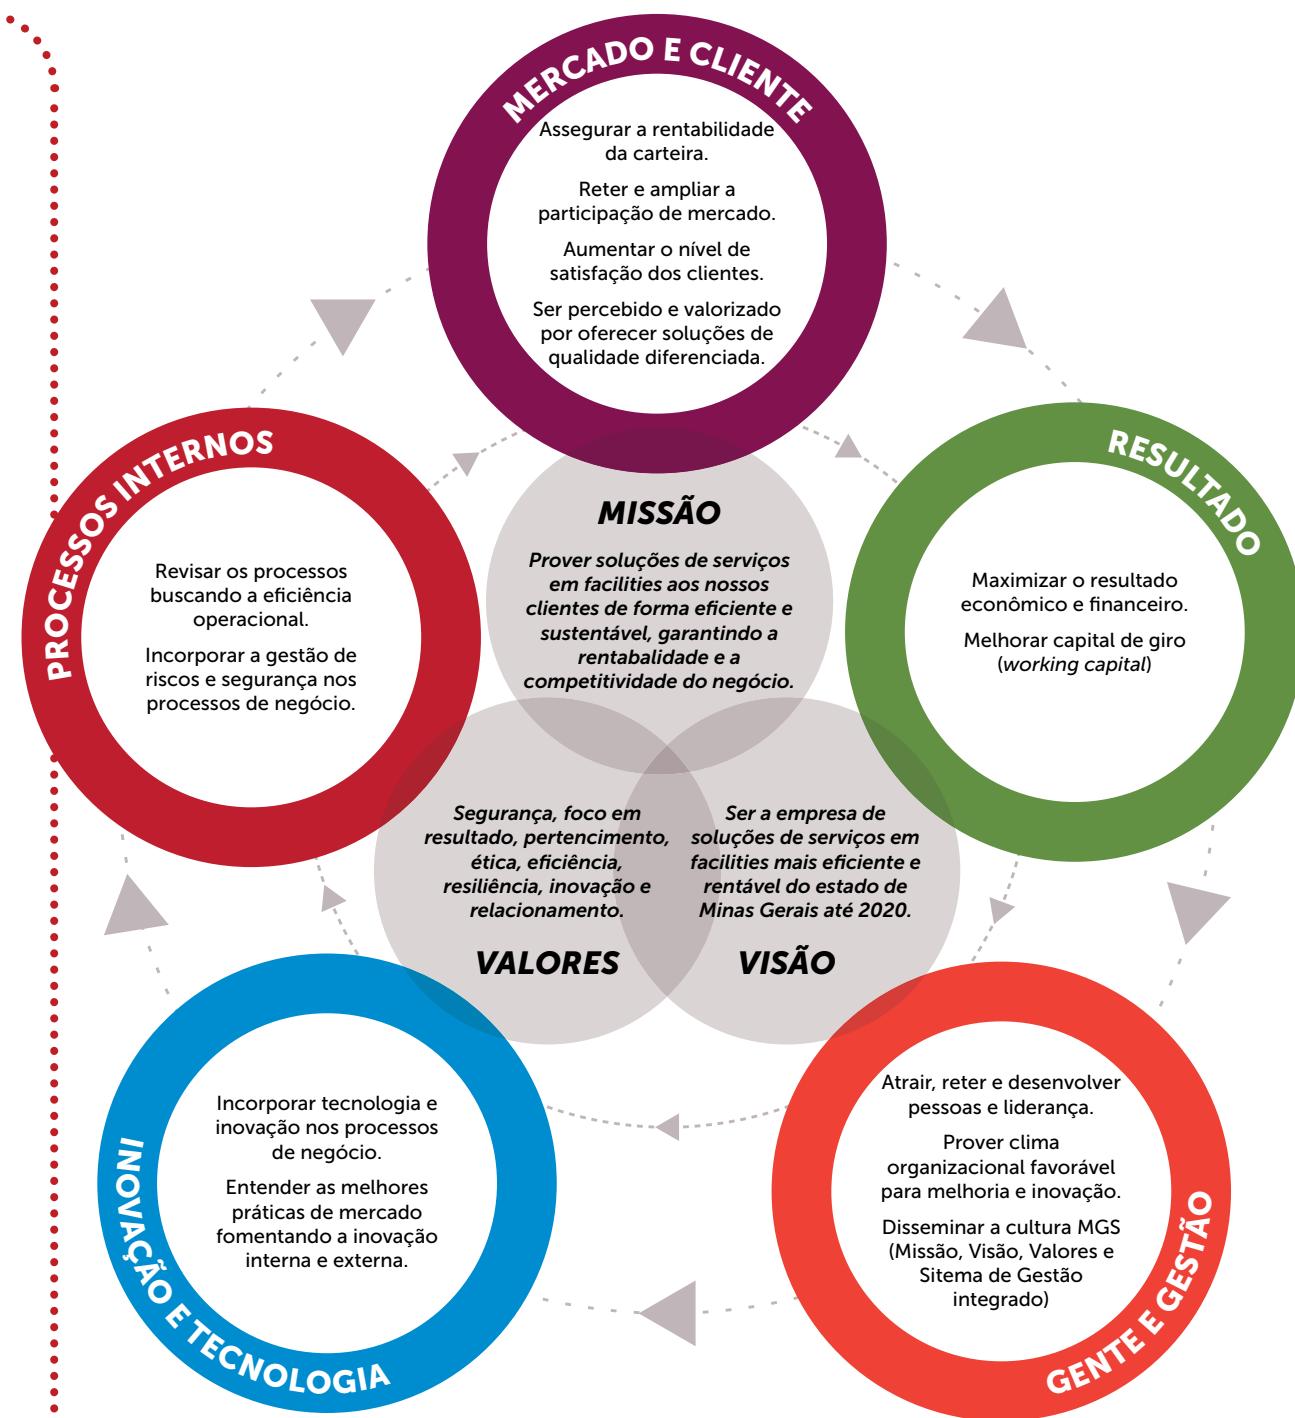 MERCADO E CLIENTE
Assegurar a rentabilidade
da carteira.
Reter e ampliar a
participação de mercado.
Aumentar o nível de
satisfação dos clientes.
Ser percebido e valorizado
por oferecer soluções de
qualidade diferenciada.
PROCESSOS INTERNOS
Revisar os processos
buscando a eficiência
operacional.
Incorporar a gestão de
riscos e segurança nos
processos de negócio.
MISSÃO
Prover soluções de serviços
em facilities aos nossos
clientes de forma eficiente e
sustentável, garantindo a
rentabalidade e a
competitividade do negócio.
RESULTADO
Maximizar o resultado
econômico e financeiro.
Melhorar capital de giro
(working capital)
Segurança, foco em
resultado, pertencimento,
ética, eficiência,
resiliência, inovação e
relacionamento.
VALORES
Ser a empresa de
soluções de serviços em
facilities mais eficiente e
rentável do estado de
Minas Gerais até 2020.
VISÃO
Incorporar tecnologia e
inovação nos processos
de negócio.
Entender as melhores
práticas de mercado
fomentando a inovação
interna e externa.
INOVAÇÃO E TECNOLOGIA
Atrair, reter e desenvolver
pessoas e liderança.
Prover clima
organizacional favorável
para melhoria e inovação.
Disseminar a cultura MGS
(Missão, Visão, Valores e
Sitema de Gestão
integrado)
GENTE E GESTÃO